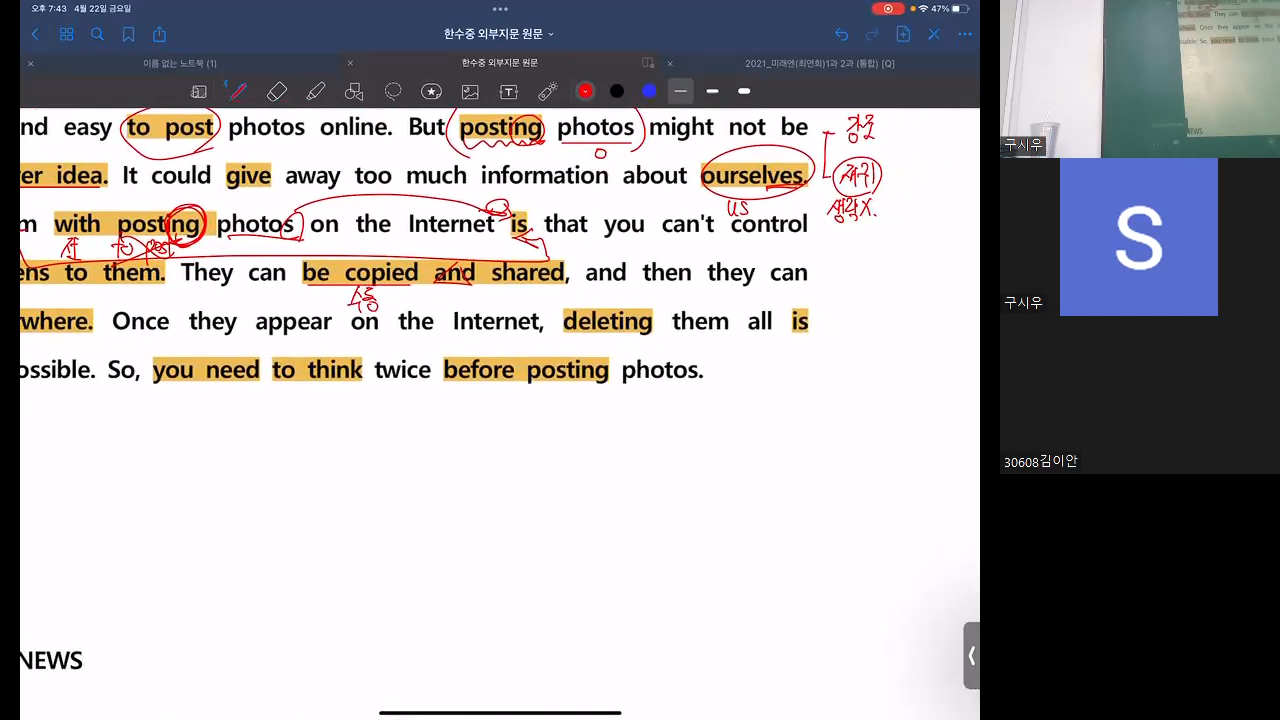 오후 7:43 4월 22일 금요일
47%
한수중 외부지문 원문
이름 없는 노트북 (1)
한수중 외부지문 원문
2021_미래엔(최연희)1과 2과 (통합) [Q]
nd easy to post photos online. But posting photos might not be
강운
ver idea. It could give away too much information about ourselves.
재귀
us
생략X.
m with posting photos on the Internet is that you can't control
전 to post
ens to them. They can be copied and shared, and then they can
수동
where. Once they appear on the Internet, deleting them all is
ossible. So, you need to think twice before posting photos.
NEWS
구시우
S
구시우
30608김이안